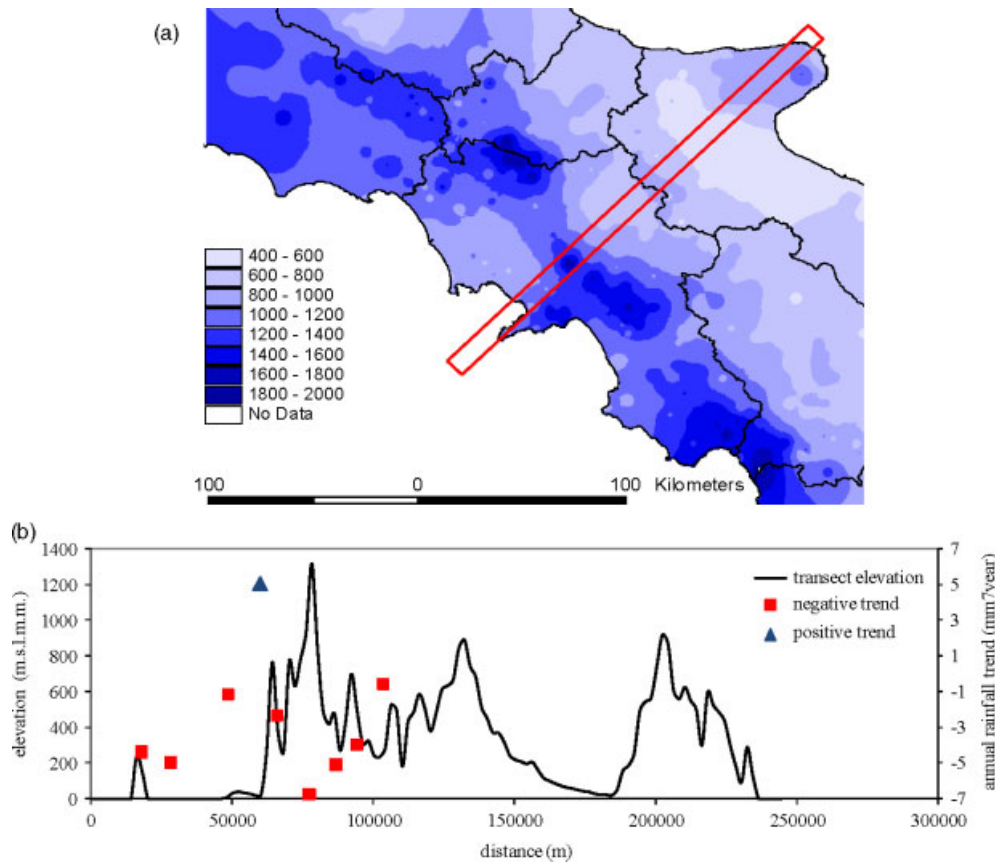 (a)
400 - 600
600 - 800
800 - 1000
1000 - 1200
1200 - 1400
1400 - 1600
1600 - 1800
1800 - 2000
No Data
100 0 100 Kilometers
(b)
elevation (m.s.l.m.m.)
1400
1200
1000
800
600
400
200
0
transect elevation
negative trend
positive trend
7
5
3
1
-1
-3
-5
-7
annual rainfall trend (mm7year)
0 50000 100000 150000 200000 250000 300000
distance (m)